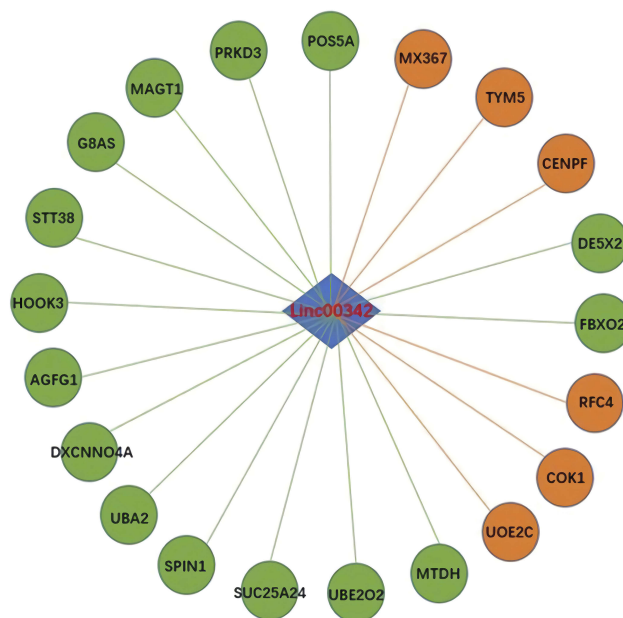 POS5A
PRKD3
MX367
MAGT1
TYM5
G8AS
CENPF
STT38
DE5X2
HOOK3
Linc00342
FBXO2
AGFG1
RFC4
DXCNNO4A
COK1
UBA2
UOE2C
SPIN1
MTDH
SUC25A24
UBE2O2